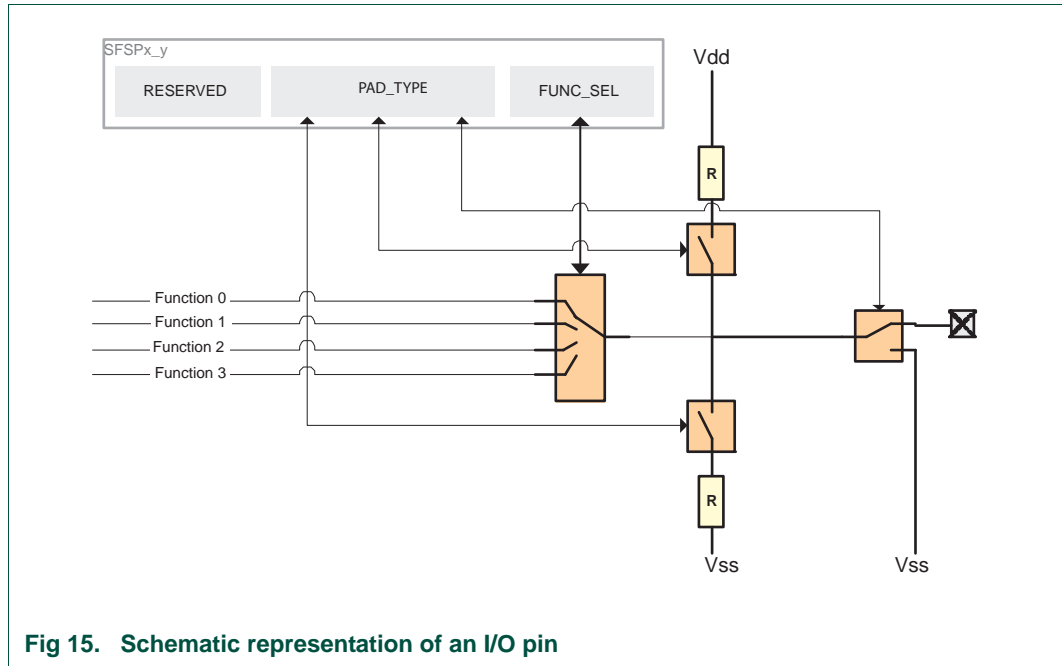 SFSPx_y
RESERVED
PAD_TYPE
FUNC_SEL
Vdd
R
Function 0
Function 1
Function 2
Function 3
R
Vss
Vss
Fig 15. Schematic representation of an I/O pin